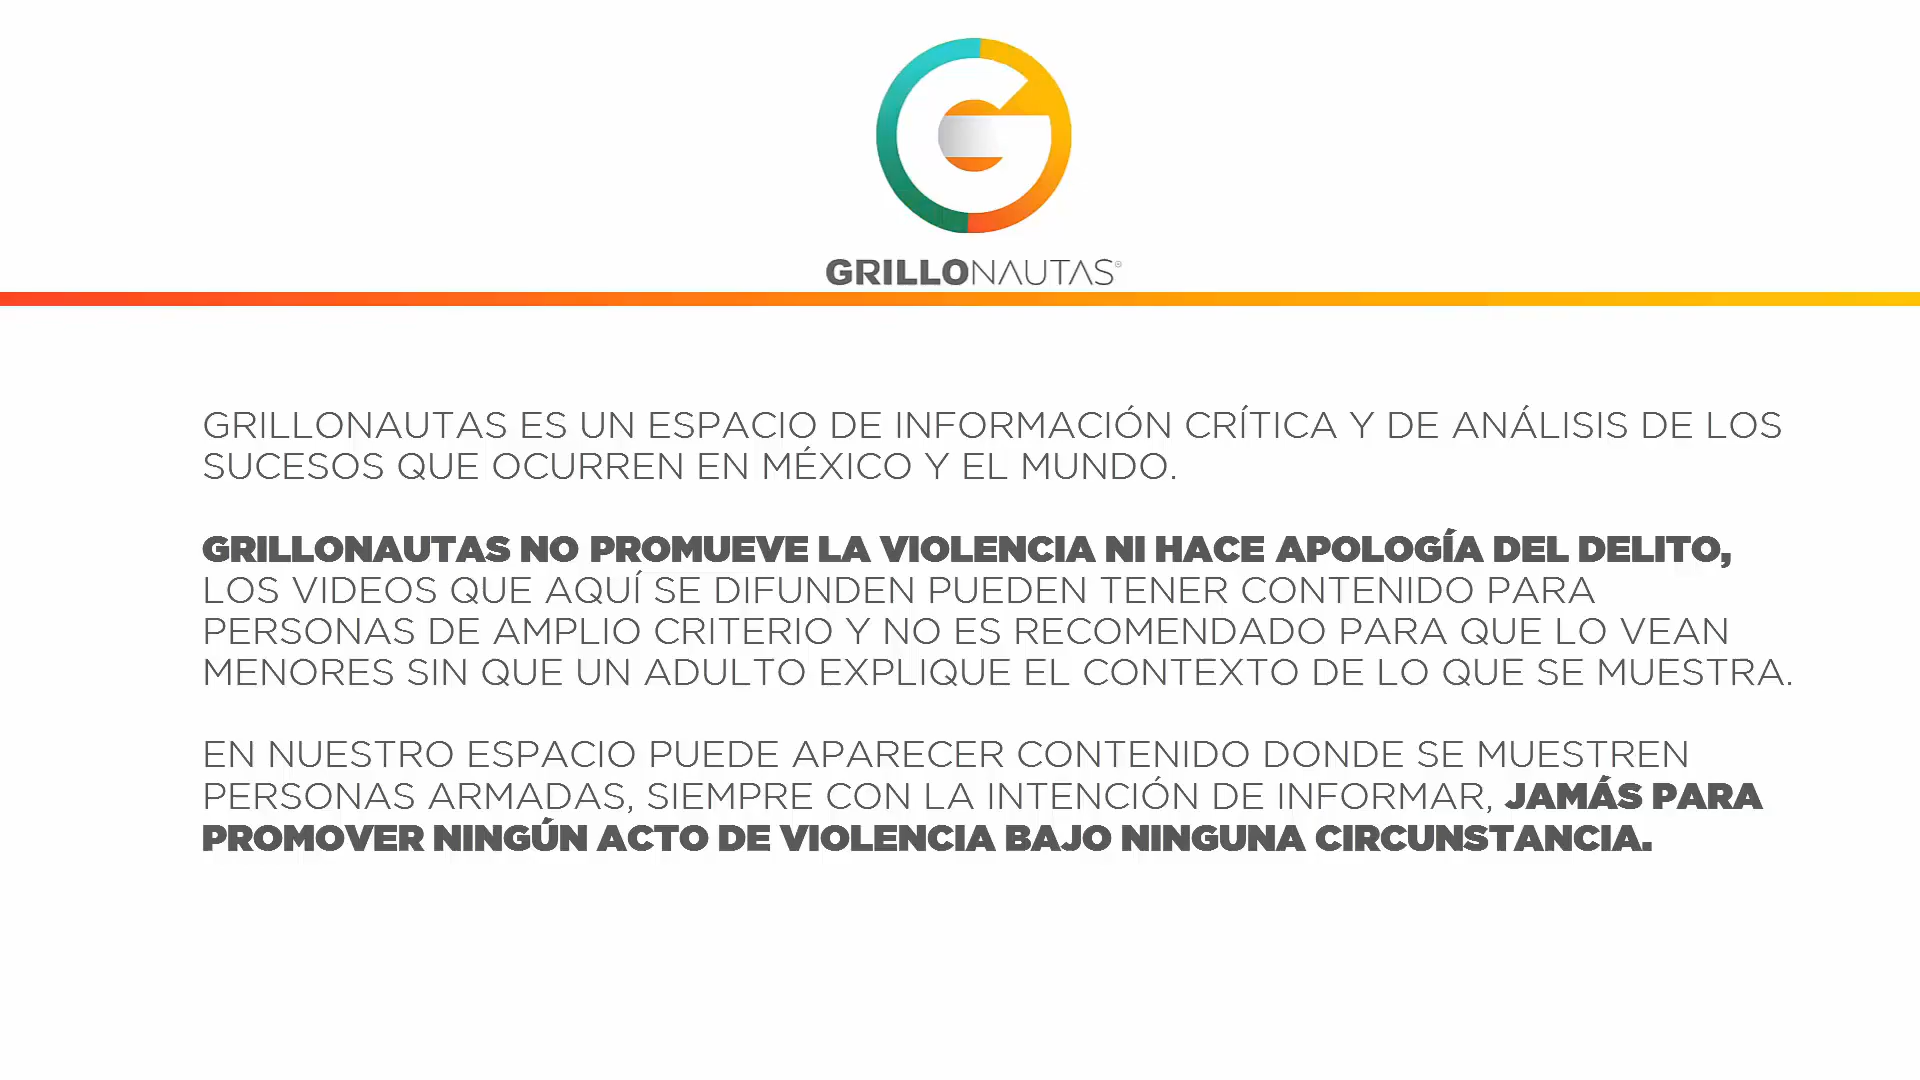 GRILLONAUTAS®
GRILLONAUTAS ES UN ESPACIO DE INFORMACIÓN CRÍTICA Y DE ANÁLISIS DE LOS
SUCESOS QUE OCURREN EN MÉXICO Y EL MUNDO.
GRILLONAUTAS NO PROMUEVE LA VIOLENCIA NI HACE APOLOGÍA DEL DELITO,
LOS VIDEOS QUE AQUÍ SE DIFUNDEN PUEDEN TENER CONTENIDO PARA
PERSONAS DE AMPLIO CRITERIO Y NO ES RECOMENDADO PARA QUE LO VEAN
MENORES SIN QUE UN ADULTO EXPLIQUE EL CONTEXTO DE LO QUE SE MUESTRA.
EN NUESTRO ESPACIO PUEDE APARECER CONTENIDO DONDE SE MUESTREN
PERSONAS ARMADAS, SIEMPRE CON LA INTENCIÓN DE INFORMAR, JAMÁS PARA
PROMOVER NINGÚN ACTO DE VIOLENCIA BAJO NINGUNA CIRCUNSTANCIA.